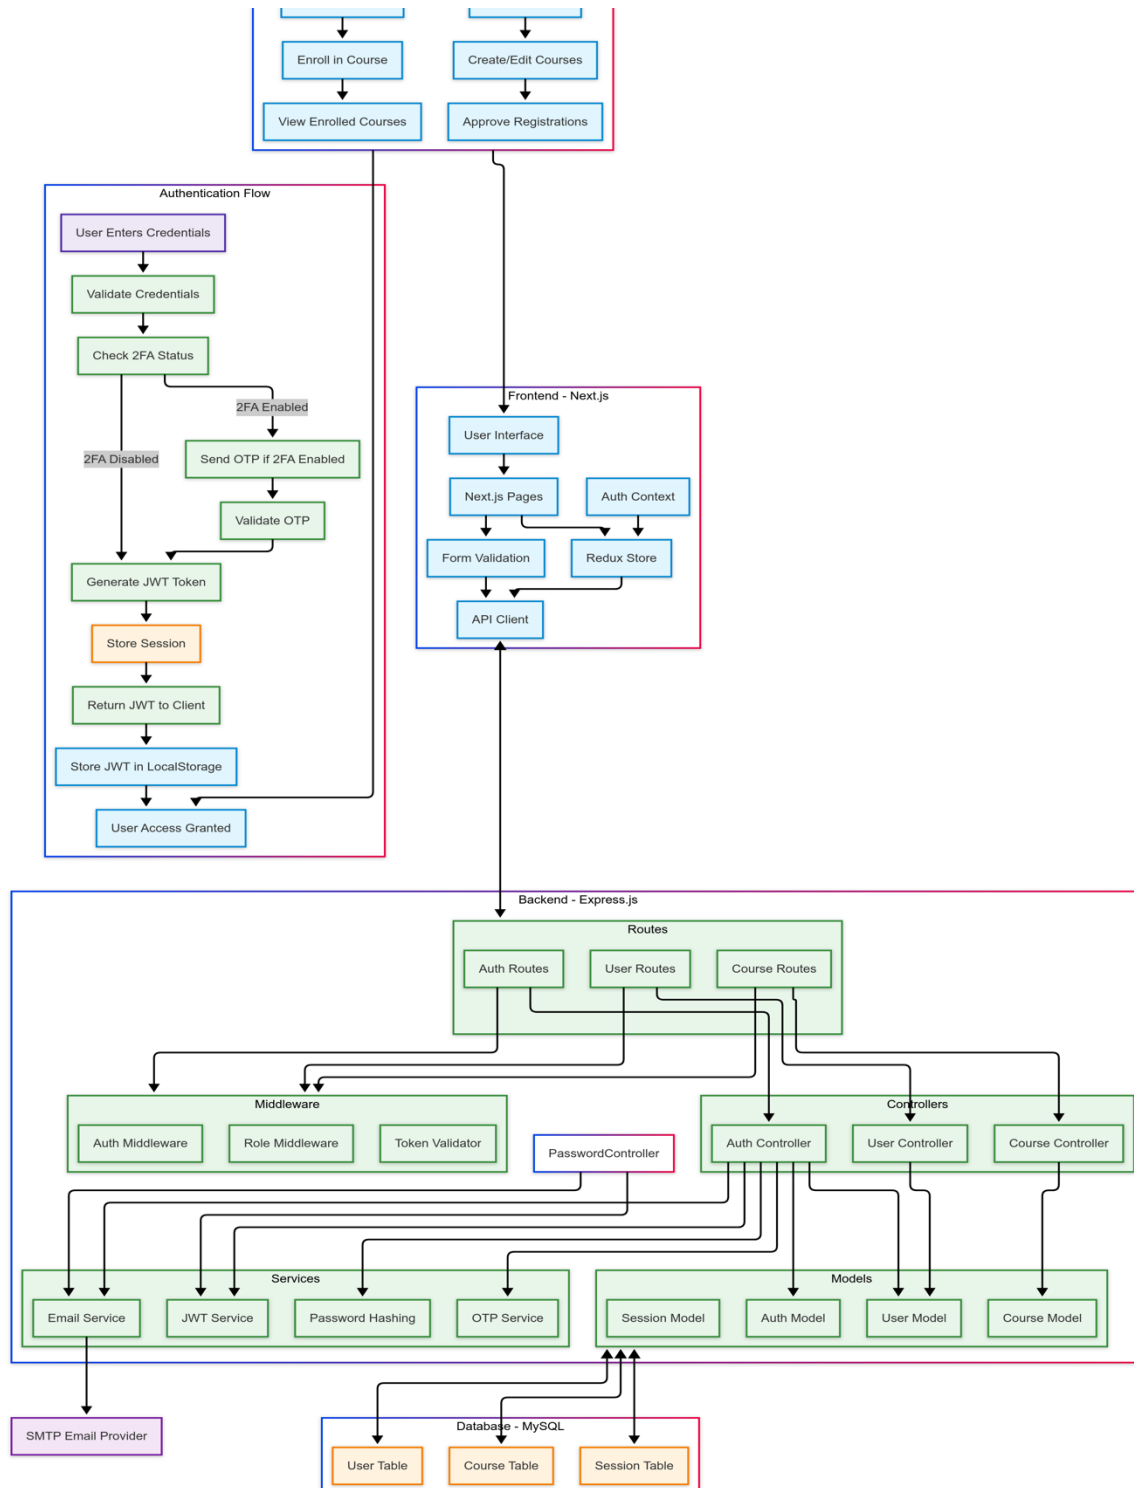 Enroll in Course
Create/Edit Courses
View Enrolled Courses
Approve Registrations
Authentication Flow
User Enters Credentials
Validate Credentials
Check 2FA Status
2FA Enabled
2FA Disabled
Send OTP if 2FA Enabled
Validate OTP
Generate JWT Token
Store Session
Return JWT to Client
Store JWT in LocalStorage
User Access Granted
Frontend - Next.js
User Interface
Next.js Pages
Auth Context
Form Validation
Redux Store
API Client
Backend - Express.js
Routes
Auth Routes
User Routes
Course Routes
Middleware
Auth Middleware
Role Middleware
Token Validator
PasswordController
Controllers
Auth Controller
User Controller
Course Controller
Services
Email Service
JWT Service
Password Hashing
OTP Service
Models
Session Model
Auth Model
User Model
Course Model
SMTP Email Provider
Database - MySQL
User Table
Course Table
Session Table